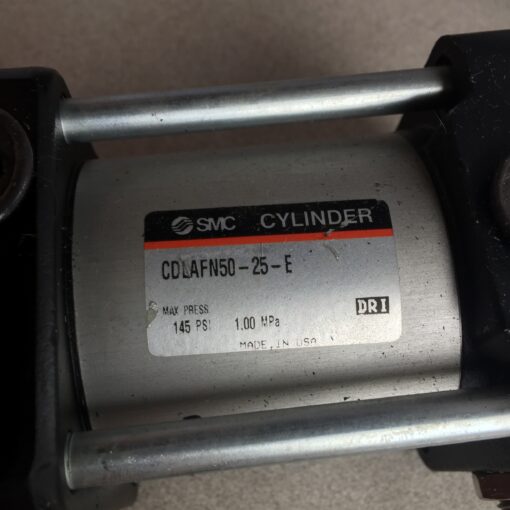 SMC CYLINDER
CDLAFN50-25-E
MAX PRESS
145 PSI 1.00 MPa
DRI
MADE IN USA